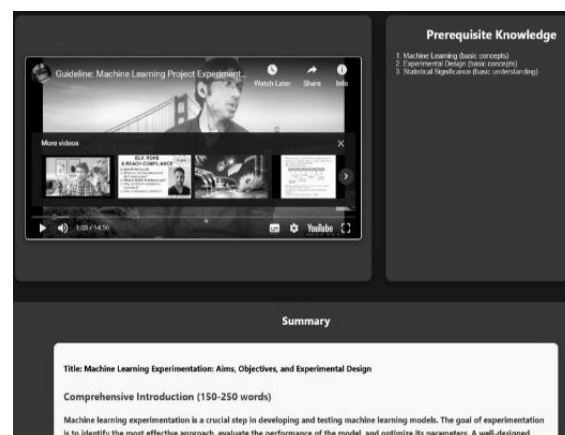 Prerequisite Knowledge
1. Machine Learning (basic concepts)
2. Experimental Design (basic concepts)
3. Statistical Significance (basic understanding)
Guideline: Machine Learning Project Experiment...
Watch Later
Share
Info
More videos
& REACH COMPLIANCE
1:03 / 14:56
YouTube
Summary
Title: Machine Learning Experimentation: Aims, Objectives, and Experimental Design
Comprehensive Introduction (150-250 words)
Machine learning experimentation is a crucial step in developing and testing machine learning models. The goal of experimentation
is to identify the most effective approach, evaluate the performance of the model, and optimize its parameters. A well-designed